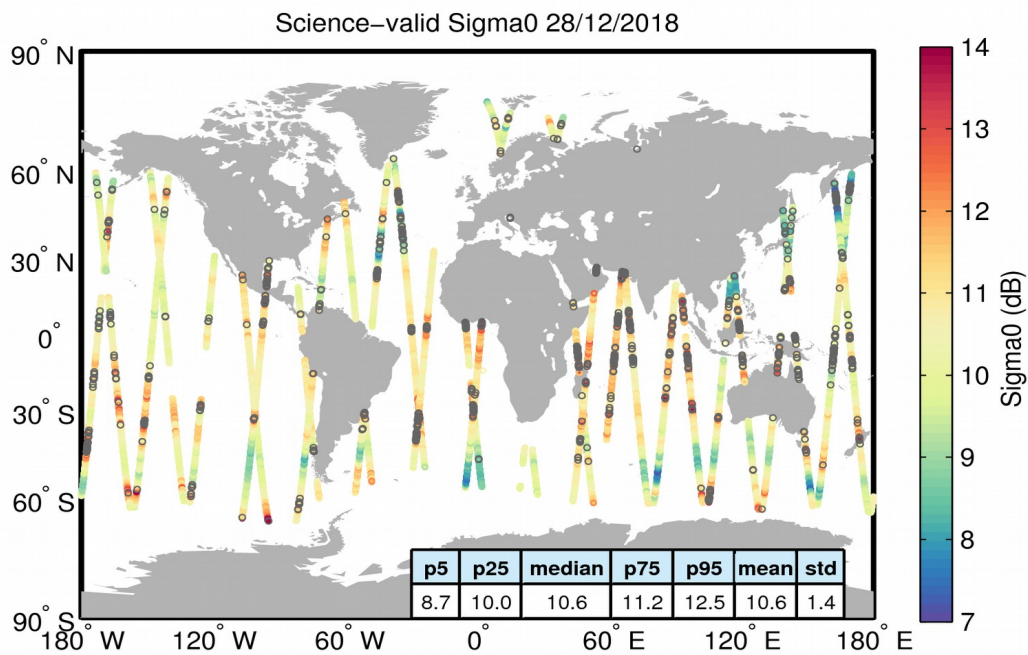 Science−valid Sigma0 28/12/2018
90° N
60° N
30° N
0°
30° S
60° S
90° S
180° W
120° W
60° W
0°
60° E
120° E
180° E
p5 p25 median p75 p95 mean std
8.7 10.0 10.6 11.2 12.5 10.6 1.4
14
13
12
11
10
9
8
7
Sigma0 (dB)